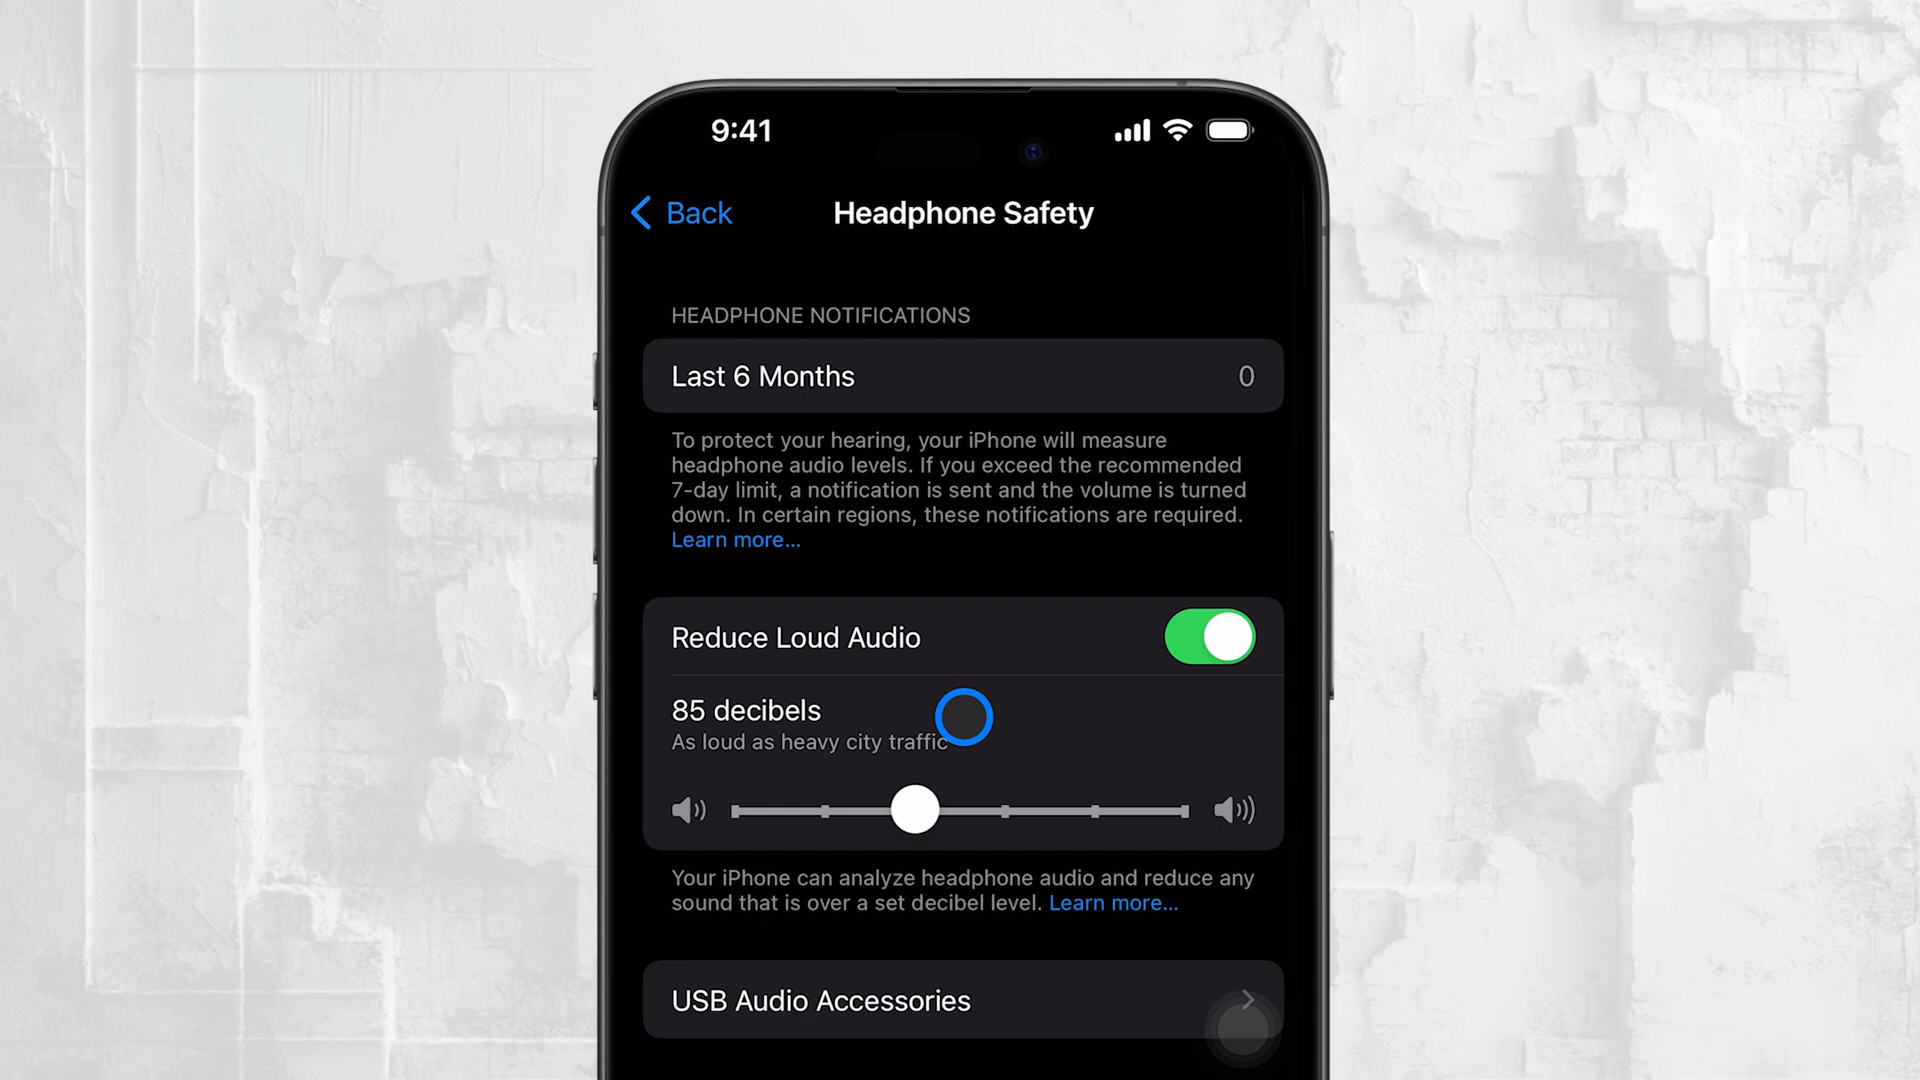 9:41
Back
Headphone Safety
HEADPHONE NOTIFICATIONS
Last 6 Months 0
To protect your hearing, your iPhone will measure
headphone audio levels. If you exceed the recommended
7-day limit, a notification is sent and the volume is turned
down. In certain regions, these notifications are required.
Learn more...
Reduce Loud Audio
85 decibels
As loud as heavy city traffic
Your iPhone can analyze headphone audio and reduce any
sound that is over a set decibel level. Learn more...
USB Audio Accessories